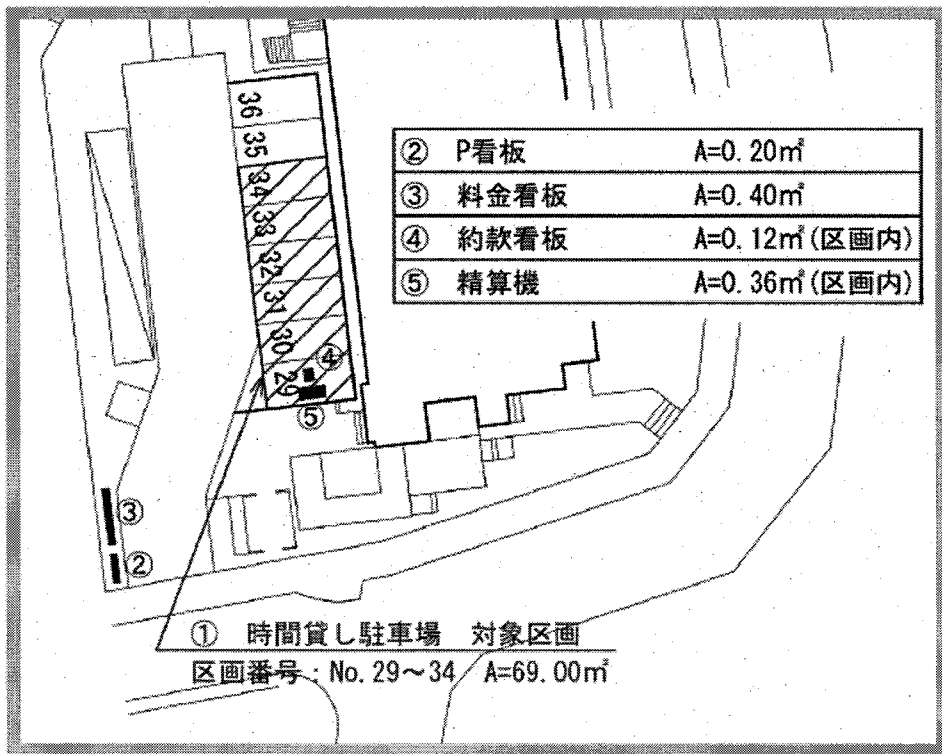 36
35
34
33
32
31
30
29
④
⑤
② P看板 A=0.20㎡
③ 料金看板 A=0.40㎡
④ 約款看板 A=0.12㎡(区画内)
⑤ 精算機 A=0.36㎡(区画内)
③
②
① 時間貸し駐車場 対象区画
区画番号:No.29～34 A=69.00㎡